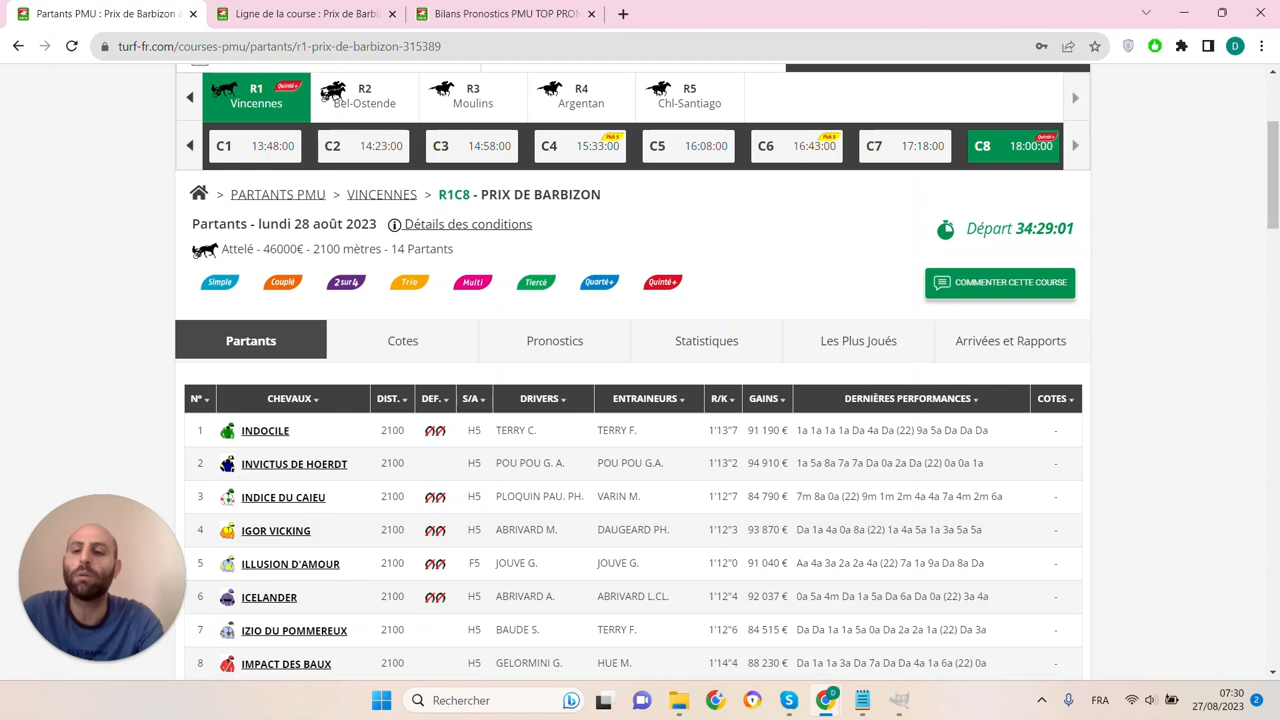 Partants PMU : Prix de Barbizon
Ligne de la course : Prix de Barbi
Bilans Pronostics PMU TOP PRON
turf-fr.com/courses-pmu/partants/r1-prix-de-barbizon-315389
D
R1 Quinté+ R2 R3 R4 R5
Vincennes Bel-Ostende Moulins Argentan Chl-Santiago
C1 13:48:00 C2 4:23:00 C3 14:58:00 C4 15:33:00 Pick 5 C5 16:08:00 C6 16:43:00 Pick 5 C7 17:18:00 C8 18:00:00 Quinté+
> PARTANTS PMU > VINCENNES > R1C8 - PRIX DE BARBIZON
Partants - lundi 28 août 2023 Détails des conditions
Départ 34:29:01
Attelé - 46000€ - 2100 mètres - 14 Partants
Simple Couplé 2 sur 4 Trio Multi Tiercé Quarté+ Quinté+
COMMENTER CETTE COURSE
Partants Cotes Pronostics Statistiques Les Plus Joués Arrivées et Rapports
N° CHEVAUX DIST. DEF. S/A DRIVERS ENTRAINEURS R/K GAINS DERNIÈRES PERFORMANCES COTES
1 INDOCILE 2100 H5 TERRY C. TERRY F. 1'13"7 91 190 € 1a 1a 1a 1a Da 4a Da (22) 9a 5a Da Da Da -
2 INVICTUS DE HOERDT 2100 H5 POU POU G. A. POU POU G.A. 1'13"2 94 910 € 1a 5a 8a 7a 7a Da 0a 2a Da (22) 0a 0a 1a -
3 INDICE DU CAIEU 2100 H5 PLOQUIN PAU. PH. VARIN M. 1'12"7 84 790 € 7m 8a 0a (22) 9m 1m 2m 4a 4a 7a 4m 2m 6a -
4 IGOR VICKING 2100 H5 ABRIVARD M. DAUGEARD PH. 1'12"3 93 870 € Da 1a 4a 0a 8a (22) 1a 4a 5a 1a 3a 5a 5a -
5 ILLUSION D'AMOUR 2100 F5 JOUVE G. JOUVE G. 1'12"0 91 040 € Aa 4a 3a 2a 2a 4a (22) 7a 1a 9a Da 8a Da -
6 ICELANDER 2100 H5 ABRIVARD A. ABRIVARD L.CL. 1'12"4 92 037 € 0a 5a 4m Da 1a 5a Da 6a Da 0a (22) 3a 4a -
7 IZIO DU POMMEREUX 2100 H5 BAUDE S. TERRY F. 1'12"6 84 515 € Da Da 1a 1a 5a 0a Da 2a 2a 1a (22) Da 3a -
8 IMPACT DES BAUX 2100 H5 GELORMINI G. HUE M. 1'14"4 88 230 € Da 1a 1a 3a Da 7a Da Da 4a 1a 6a (22) 0a -
Rechercher
FRA
07:30
27/08/2023
2